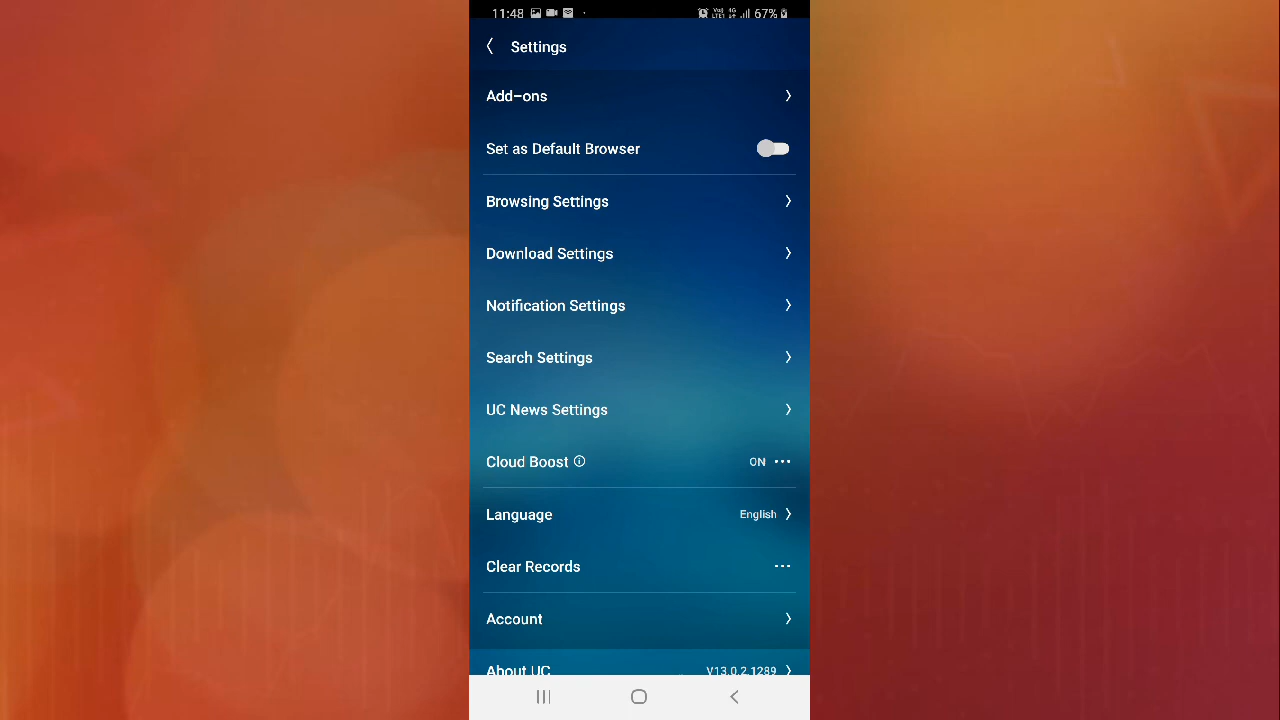 11:48 67%
Settings
Add-ons
Set as Default Browser
Browsing Settings
Download Settings
Notification Settings
Search Settings
UC News Settings
Cloud Boost ON
Language English
Clear Records
Account
About UC V13.0.2.1289